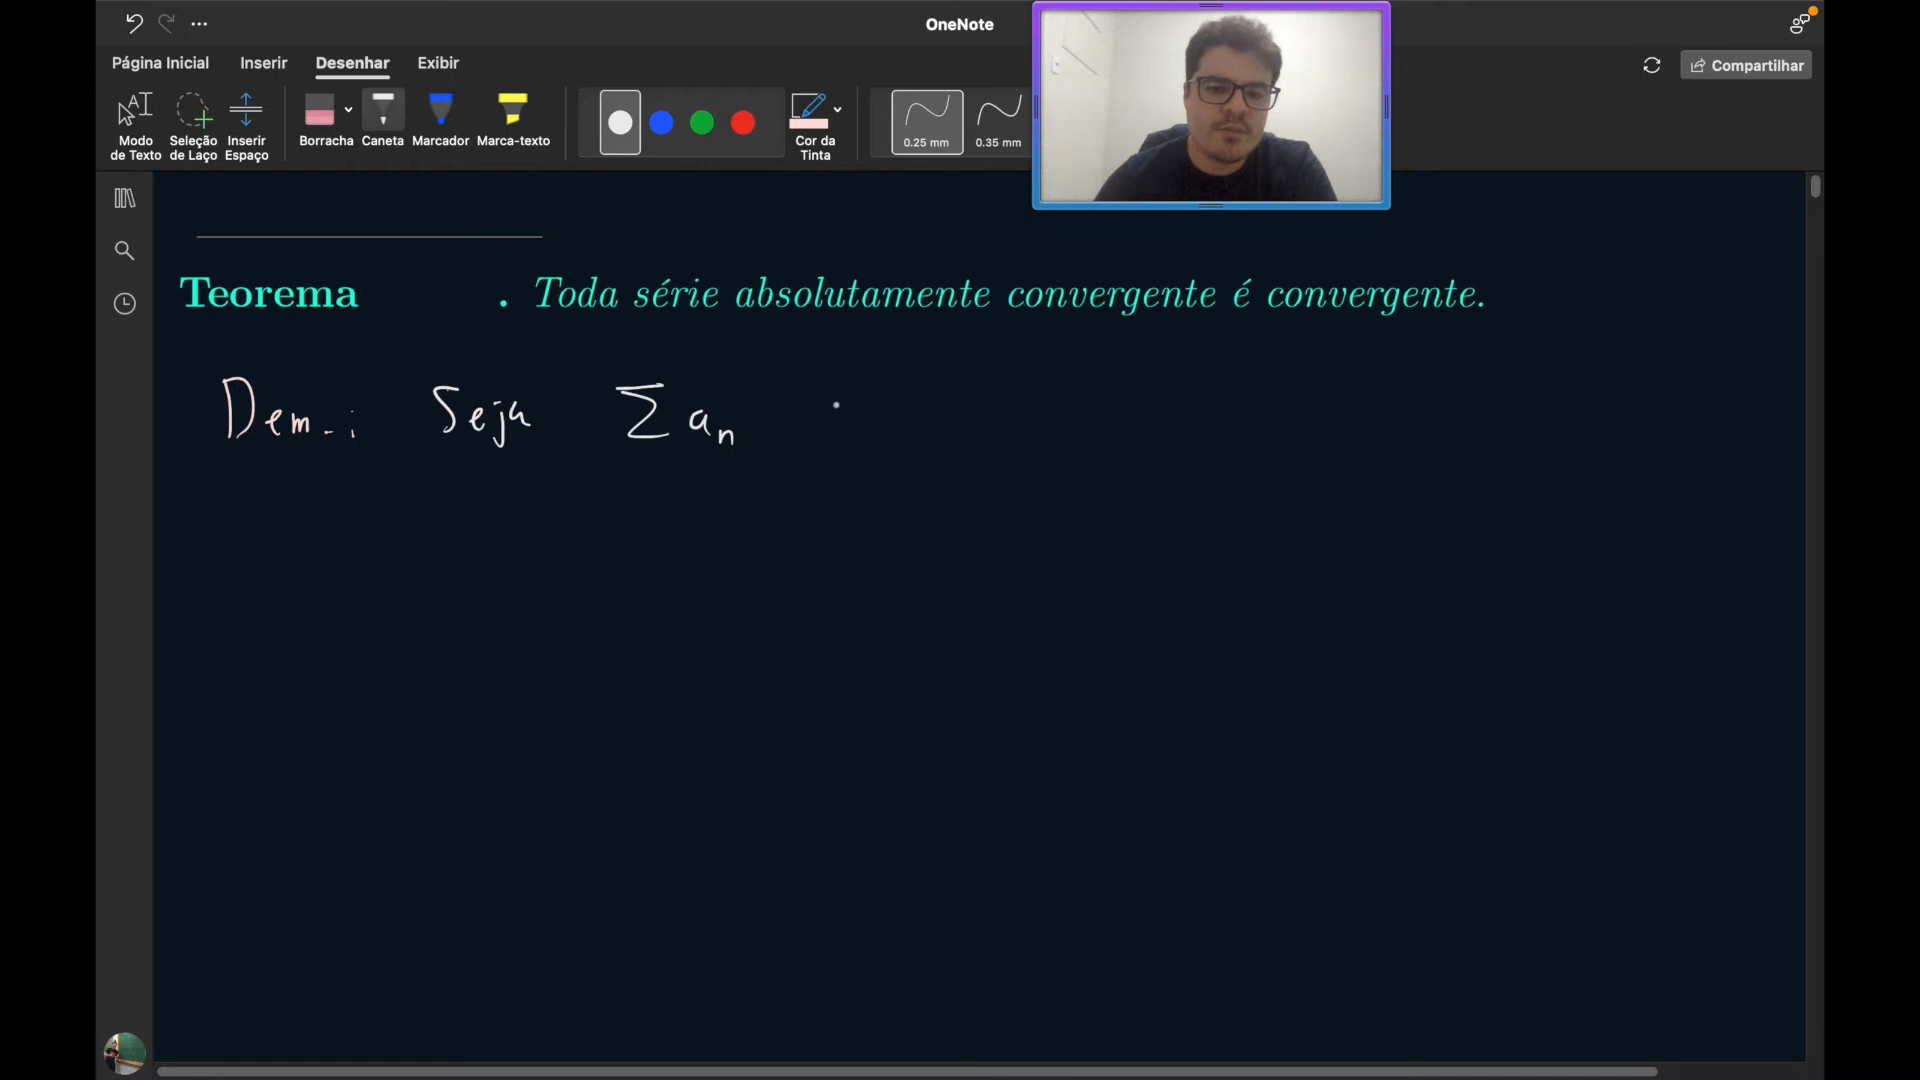 OneNote
Página Inicial Inserir Desenhar Exibir
Compartilhar
Modo de Texto
Seleção de Laço
Inserir Espaço
Borracha
Caneta
Marcador
Marca-texto
Cor da Tinta
0.25 mm
0.35 mm
Teorema . Toda série absolutamente convergente é convergente.
Dem.: Seja ∑ aₙ